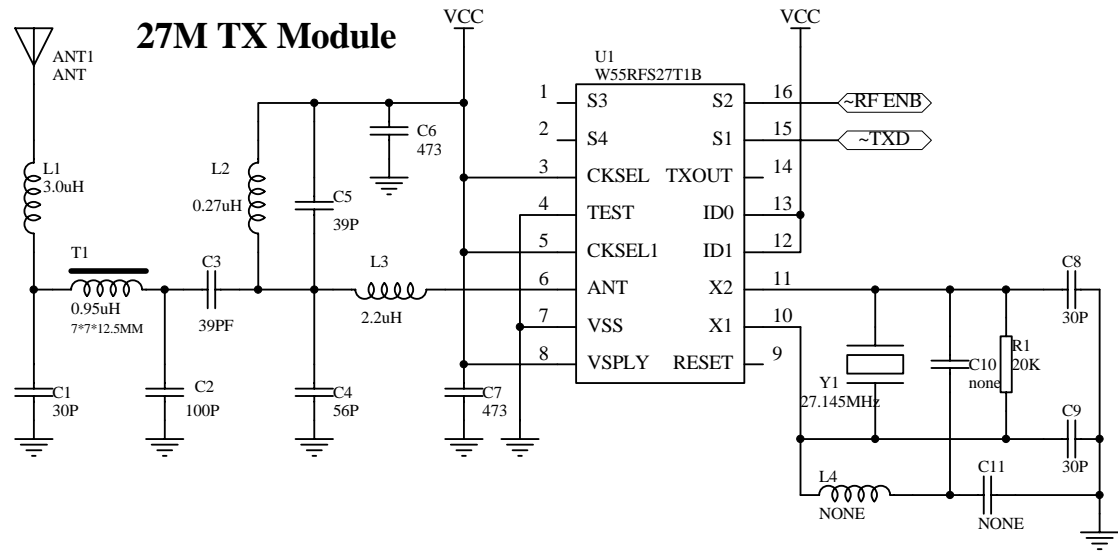 27M TX Module
VCC
VCC
ANT1
ANT
U1
W55RFS27T1B
1
S3
S2
16
~RF ENB
2
S4
S1
15
~TXD
3
CKSEL
TXOUT
14
4
TEST
ID0
13
5
CKSEL1
ID1
12
6
ANT
X2
11
7
VSS
X1
10
8
VSPLY
RESET
9
L1
3.0uH
L2
0.27uH
C5
39P
C6
473
T1
0.95uH
7*7*12.5MM
C3
39PF
L3
2.2uH
C1
30P
C2
100P
C4
56P
C7
473
Y1
27.145MHz
C10
none
R1
20K
C8
30P
C9
30P
L4
NONE
C11
NONE